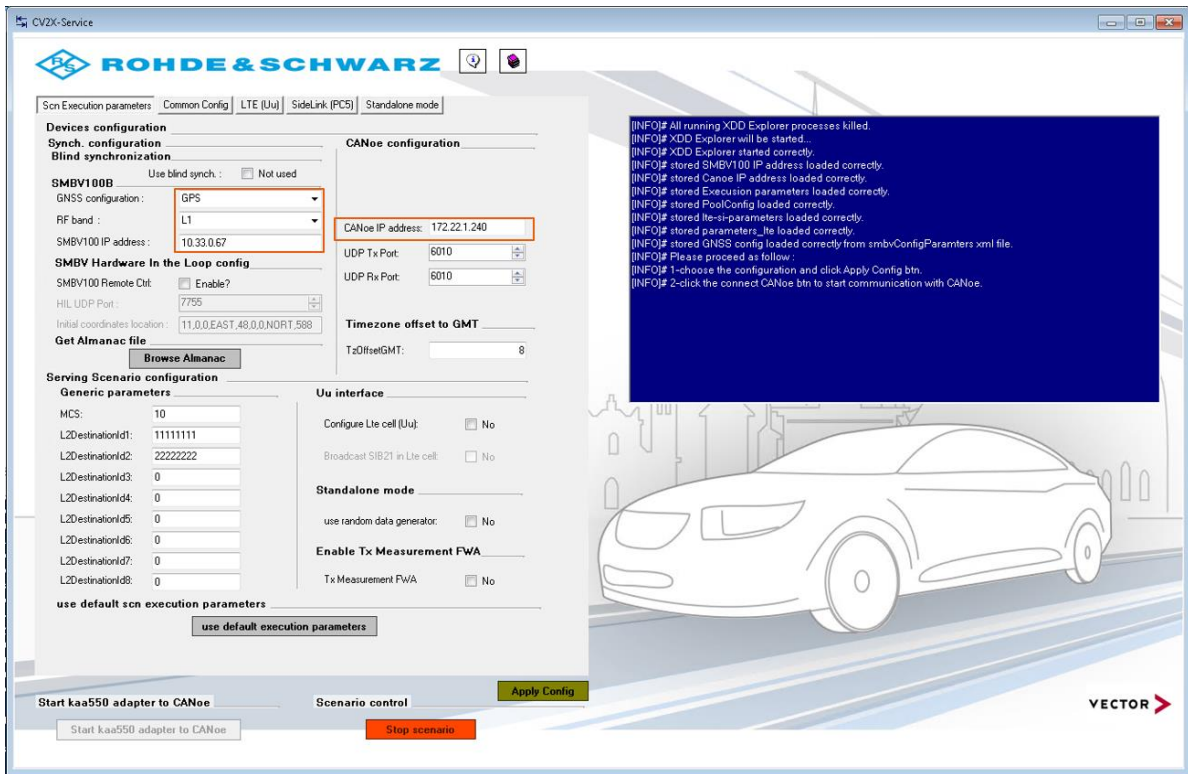 CV2X-Service
ROHDE & SCHWARZ
Scn Execution parameters Common Config LTE (Uu) SideLink (PC5) Standalone mode
Devices configuration
Synch. configuration
Blind synchronization
Use blind synch. : Not used
SMBV100B
GNSS configuration : GPS
RF band : L1
SMBV100 IP address : 10.33.0.67
SMBV Hardware In the Loop config
SMBV100 Remote Ctrl: Enable?
HIL UDP Port : 7755
Initial coordinates location : 11,0,0,EAST,48,0,0,NORT,588
Get Almanac file
Browse Almanac
CANoe configuration
CANoe IP address: 172.22.1.240
UDP Tx Port: 6010
UDP Rx Port: 6010
Timezone offset to GMT
TzOffsetGMT: 8
Serving Scenario configuration
Generic parameters
MCS: 10
L2DestinationId1: 11111111
L2DestinationId2: 22222222
L2DestinationId3: 0
L2DestinationId4: 0
L2DestinationId5: 0
L2DestinationId6: 0
L2DestinationId7: 0
L2DestinationId8: 0
Uu interface
Configure Lte cell (Uu): No
Broadcast SIB21 in Lte cell: No
Standalone mode
use random data generator: No
Enable Tx Measurement FWA
Tx Measurement FWA No
use default scn execution parameters
use default execution parameters
Apply Config
Start kaa550 adapter to CANoe
Start kaa550 adapter to CANoe
Scenario control
Stop scenario
[INFO]# All running XDD Explorer processes killed.
[INFO]# XDD Explorer will be started...
[INFO]# XDD Explorer started correctly.
[INFO]# stored SMBV100 IP address loaded correctly.
[INFO]# stored Canoe IP address loaded correctly.
[INFO]# stored Execusion parameters loaded correctly.
[INFO]# stored PoolConfig loaded correctly.
[INFO]# stored lte-si-parameters loaded correctly.
[INFO]# stored parameters_lte loaded correctly.
[INFO]# stored GNSS config loaded correctly from smbvConfigParamters xml file.
[INFO]# Please proceed as follow :
[INFO]# 1-choose the configuration and click Apply Config btn.
[INFO]# 2-click the connect CANoe btn to start communication with CANoe.
VECTOR